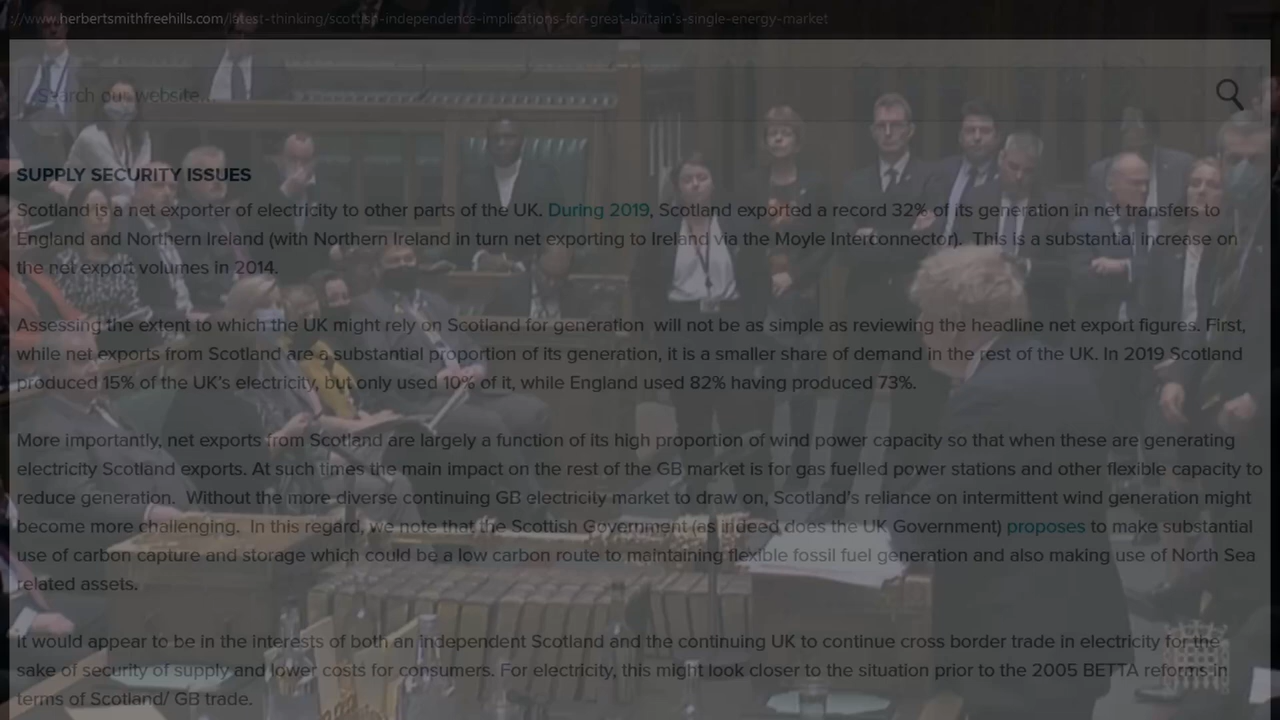 ://www.herbertsmithfreehills.com/latest-thinking/scottish-independence-implications-for-great-britain's-single-energy-market
Search our website...
SUPPLY SECURITY ISSUES
Scotland is a net exporter of electricity to other parts of the UK. During 2019, Scotland exported a record 32% of its generation in net transfers to
England and Northern Ireland (with Northern Ireland in turn net exporting to Ireland via the Moyle Interconnector). This is a substantial increase on
the net export volumes in 2014.
Assessing the extent to which the UK might rely on Scotland for generation will not be as simple as reviewing the headline net export figures. First,
while net exports from Scotland are a substantial proportion of its generation, it is a smaller share of demand in the rest of the UK. In 2019 Scotland
produced 15% of the UK's electricity, but only used 10% of it, while England used 82% having produced 73%.
More importantly, net exports from Scotland are largely a function of its high proportion of wind power capacity so that when these are generating
electricity Scotland exports. At such times the main impact on the rest of the GB market is for gas fuelled power stations and other flexible capacity to
reduce generation. Without the more diverse continuing GB electricity market to draw on, Scotland's reliance on intermittent wind generation might
become more challenging. In this regard, we note that the Scottish Government (as indeed does the UK Government) proposes to make substantial
use of carbon capture and storage which could be a low carbon route to maintaining flexible fossil fuel generation and also making use of North Sea
related assets.
It would appear to be in the interests of both an independent Scotland and the continuing UK to continue cross border trade in electricity for the
sake of security of supply and lower costs for consumers. For electricity, this might look closer to the situation prior to the 2005 BETTA reforms in
terms of Scotland/ GB trade.